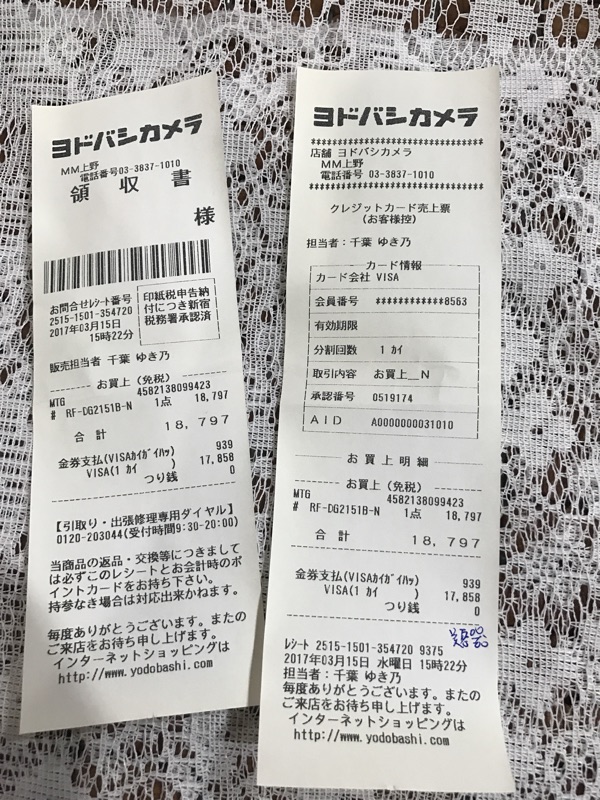 ヨドバシカメラ
MM上野
電話番号03-3837-1010
領 収 書
様
お問合せﾚｼｰﾄ番号
2515-1501-354720
2017年03月15日
15時22分
印紙税申告納
付につき新宿
税務署承認済
販売担当者 千葉 ゆき乃
お買上(免税)
MTG 4582138099423
# RF-DG2151B-N 1点 18,797
合 計 18,797
金券支払(VISAｶｲｶﾞｲﾊｯ) 939
VISA(1 ｶｲ ) 17,858
つり銭 0
【引取り・出張修理専用ダイヤル】
0120-203044(受付時間9:30-20:00)
当商品の返品・交換等につきまして
は必ずこのレシートとお会計時のポ
イントカードをお持ち下さい。
持参なき場合は対応出来かねます。
毎度ありがとうございます。またの
ご来店をお待ち申し上げます。
インターネットショッピングは
http://www.yodobashi.com
ヨドバシカメラ
********************************
店舗 ヨドバシカメラ
MM上野
電話番号03-3837-1010
********************************
クレジットカード売上票
(お客様控)
担当者:千葉 ゆき乃
カード情報
カード会社 VISA
会員番号 ************8563
有効期限
分割回数 1 ｶｲ
取引内容 お買上__N
承認番号 0519174
AID A0000000031010
お買上明細
お買上(免税)
MTG 4582138099423
# RF-DG2151B-N 1点 18,797
合 計 18,797
金券支払(VISAｶｲｶﾞｲﾊｯ) 939
VISA(1 ｶｲ ) 17,858
つり銭 0
ﾚｼｰﾄ 2515-1501-354720 9375
2017年03月15日 水曜日 15時22分
担当者:千葉 ゆき乃
毎度ありがとうございます。またの
ご来店をお待ち申し上げます。
インターネットショッピングは
http://www.yodobashi.com